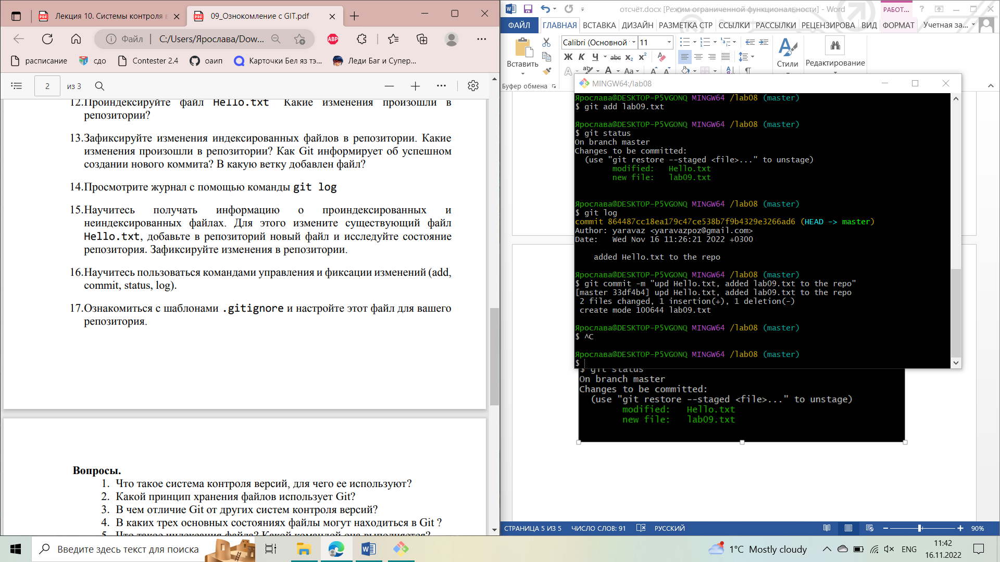 Лекция 10. Системы контроля в
09_Ознокомление с GIT.pdf
Файл
C:/Users/Ярослава/Dow...
ABP
расписание
сдо
Contester 2.4
оаип
Карточки Бел яз тэ...
Леди Баг и Супер...
2
из 3
12.Проиндексируйте файл Hello.txt Какие изменения произошли в
репозитории?
13.Зафиксируйте изменения индексированных файлов в репозитории. Какие
изменения произошли в репозитории? Как Git информирует об успешном
создании нового коммита? В какую ветку добавлен файл?
14.Просмотрите журнал с помощью команды git log
15.Научитесь получать информацию о проиндексированных и
неиндексированных файлах. Для этого измените существующий файл
Hello.txt, добавьте в репозиторий новый файл и исследуйте состояние
репозитория. Зафиксируйте изменения в репозитории.
16.Научитесь пользоваться командами управления и фиксации изменений (add,
commit, status, log).
17.Ознакомиться с шаблонами .gitignore и настройте этот файл для вашего
репозитория.
Вопросы.
1. Что такое система контроля версий, для чего ее используют?
2. Какой принцип хранения файлов использует Git?
3. В чем отличие Git от других систем контроля версий?
4. В каких трех основных состояниях файлы могут находиться в Git ?
5. Что такое индексация файла? Какой командой она выполняется?
отсчёт.docx [Режим ограниченной функциональности] - Word
РАБОТ...
ФАЙЛ
ГЛАВНАЯ
ВСТАВКА
ДИЗАЙН
РАЗМЕТКА СТР
ССЫЛКИ
РАССЫЛКИ
РЕЦЕНЗИРОВА
ВИД
ФОРМАТ
Учетная за...
Вставить
Calibri (Основной
11
Ж К Ч abc x₂ x²
Стили
Редактирование
Буфер обмена
MINGW64:/lab08
Ярослава@DESKTOP-P5VGONQ MINGW64 /lab08 (master)
$ git add lab09.txt
Ярослава@DESKTOP-P5VGONQ MINGW64 /lab08 (master)
$ git status
On branch master
Changes to be committed:
(use "git restore --staged <file>..." to unstage)
modified: Hello.txt
new file: lab09.txt
Ярослава@DESKTOP-P5VGONQ MINGW64 /lab08 (master)
$ git log
commit 864487cc18ea179c47ce538b7f9b4329e3266ad6 (HEAD -> master)
Author: yaravaz <yaravazpoz@gmail.com>
Date: Wed Nov 16 11:26:21 2022 +0300
added Hello.txt to the repo
Ярослава@DESKTOP-P5VGONQ MINGW64 /lab08 (master)
$ git commit -m "upd Hello.txt, added lab09.txt to the repo"
[master 33df4b4] upd Hello.txt, added lab09.txt to the repo
2 files changed, 1 insertion(+), 1 deletion(-)
create mode 100644 lab09.txt
Ярослава@DESKTOP-P5VGONQ MINGW64 /lab08 (master)
$ ^C
Ярослава@DESKTOP-P5VGONQ MINGW64 /lab08 (master)
$
$ git status
On branch master
Changes to be committed:
(use "git restore --staged <file>..." to unstage)
modified: Hello.txt
new file: lab09.txt
СТРАНИЦА 5 ИЗ 5
ЧИСЛО СЛОВ: 91
РУССКИЙ
90%
Введите здесь текст для поиска
1°C Mostly cloudy
ENG
11:42
16.11.2022